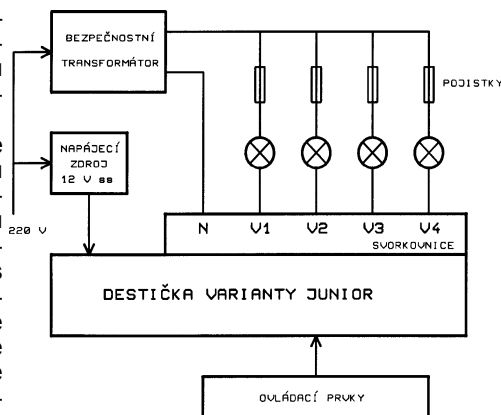 BEZPEČNOSTNÍ
TRANSFORMÁTOR
POJISTKY
NAPÁJECÍ
ZDROJ
12 V ss
220 V
N V1 V2 V3 V4
SVORKOVNICE
DESTIČKA VARIANTY JUNIOR
OVLÁDACÍ PRVKY